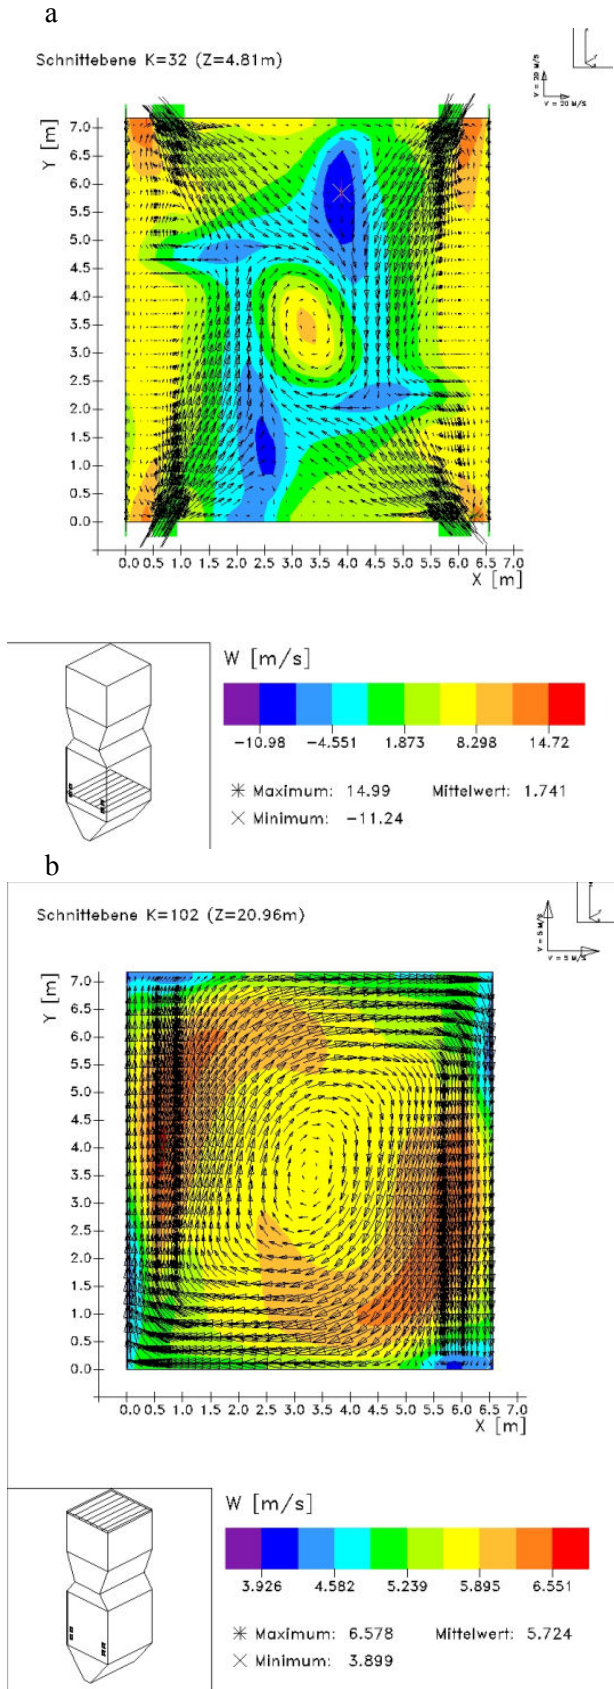 a
Schnittebene K=32 (Z=4.81m)
V = 20 M/S
V = 20 M/S
Y [m]
7.0
6.5
6.0
5.5
5.0
4.5
4.0
3.5
3.0
2.5
2.0
1.5
1.0
0.5
0.0
0.0 0.5 1.0 1.5 2.0 2.5 3.0 3.5 4.0 4.5 5.0 5.5 6.0 6.5 7.0
X [m]
W [m/s]
-10.98 -4.551 1.873 8.298 14.72
Maximum: 14.99 Mittelwert: 1.741
Minimum: -11.24
b
Schnittebene K=102 (Z=20.96m)
V = 5 M/S
V = 5 M/S
Y [m]
7.0
6.5
6.0
5.5
5.0
4.5
4.0
3.5
3.0
2.5
2.0
1.5
1.0
0.5
0.0
0.0 0.5 1.0 1.5 2.0 2.5 3.0 3.5 4.0 4.5 5.0 5.5 6.0 6.5 7.0
X [m]
W [m/s]
3.926 4.582 5.239 5.895 6.551
Maximum: 6.578 Mittelwert: 5.724
Minimum: 3.899